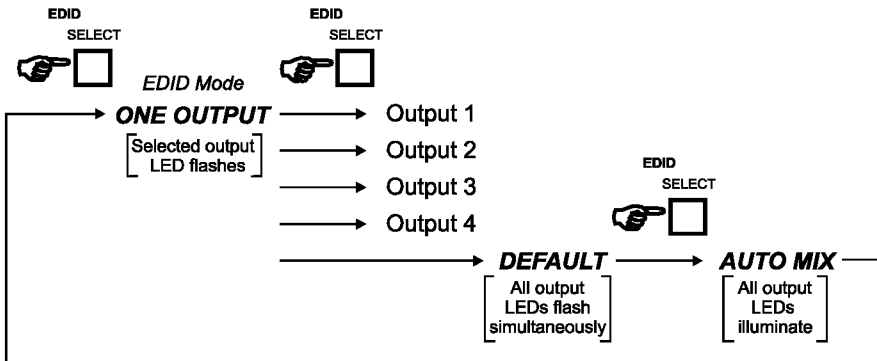 EDID
SELECT
EDID
SELECT
EDID Mode
ONE OUTPUT
Selected output
LED flashes
Output 1
Output 2
Output 3
Output 4
EDID
SELECT
DEFAULT
All output
LEDs flash
simultaneously
AUTO MIX
All output
LEDs
illuminate